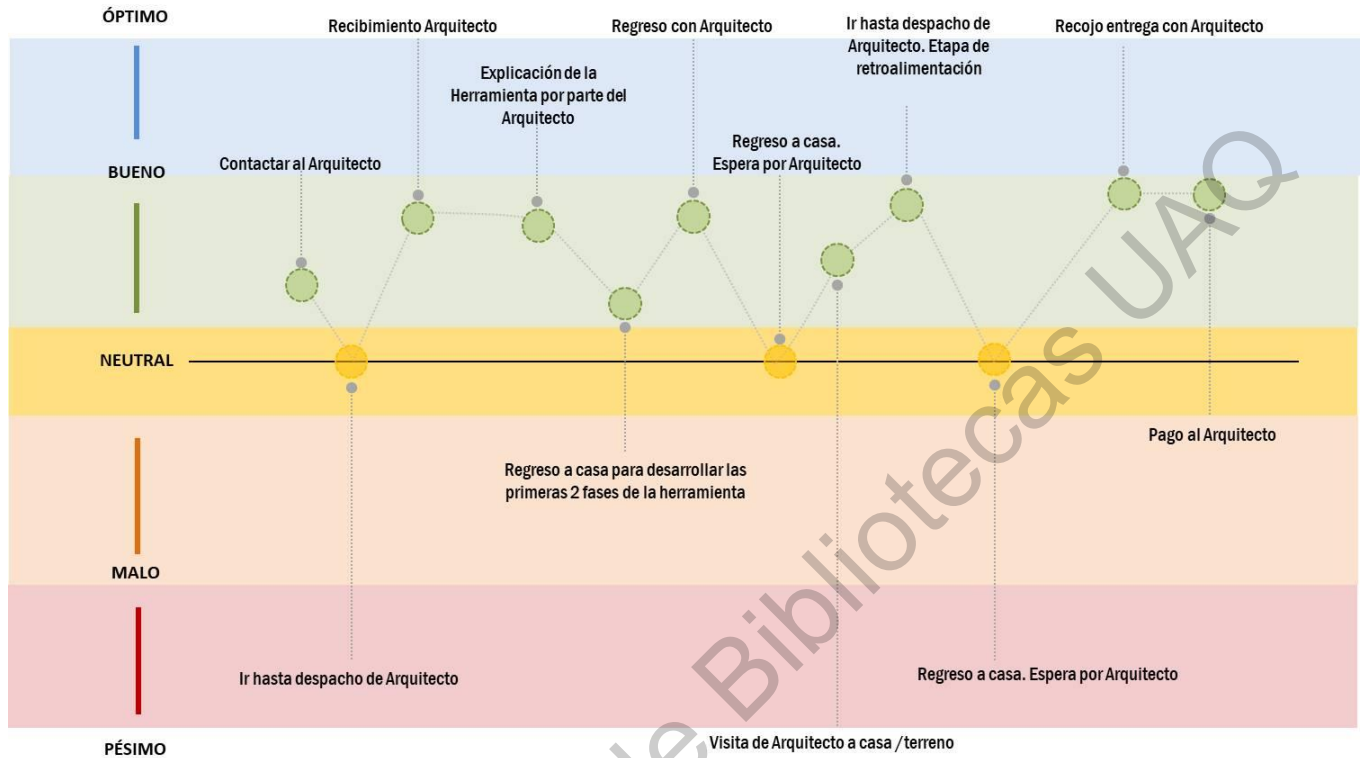 ÓPTIMO
Recibimiento Arquitecto
Regreso con Arquitecto
Ir hasta despacho de
Arquitecto. Etapa de
retroalimentación
Recojo entrega con Arquitecto
Explicación de la
Herramienta por parte del
Arquitecto
Regreso a casa.
Espera por Arquitecto
Contactar al Arquitecto
BUENO
NEUTRAL
Pago al Arquitecto
Regreso a casa para desarrollar las
primeras 2 fases de la herramienta
MALO
Ir hasta despacho de Arquitecto
Regreso a casa. Espera por Arquitecto
Visita de Arquitecto a casa /terreno
PÉSIMO
de Bibliotecas UAQ